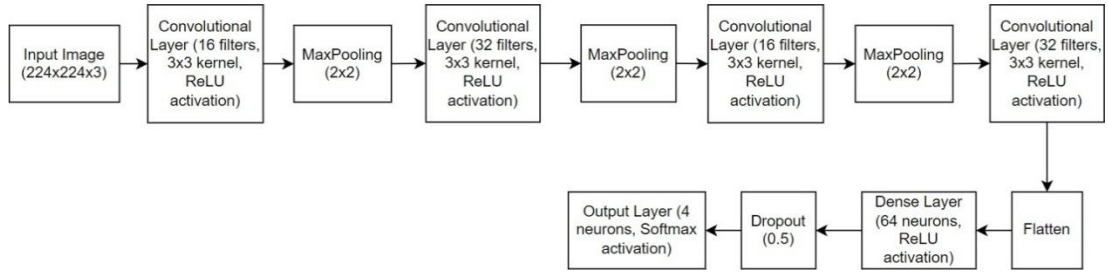 Input Image
(224x224x3)
Convolutional
Layer (16 filters,
3x3 kernel,
ReLU
activation)
MaxPooling
(2x2)
Convolutional
Layer (32 filters,
3x3 kernel,
ReLU
activation)
MaxPooling
(2x2)
Convolutional
Layer (16 filters,
3x3 kernel,
ReLU
activation)
MaxPooling
(2x2)
Convolutional
Layer (32 filters,
3x3 kernel,
ReLU
activation)
Flatten
Dense Layer
(64 neurons,
ReLU
activation)
Dropout
(0.5)
Output Layer (4
neurons, Softmax
activation)